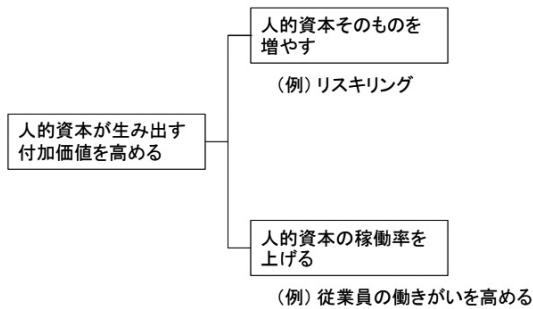 人的資本そのものを
増やす
（例）リスキリング
人的資本が生み出す
付加価値を高める
人的資本の稼働率を
上げる
（例）従業員の働きがいを高める